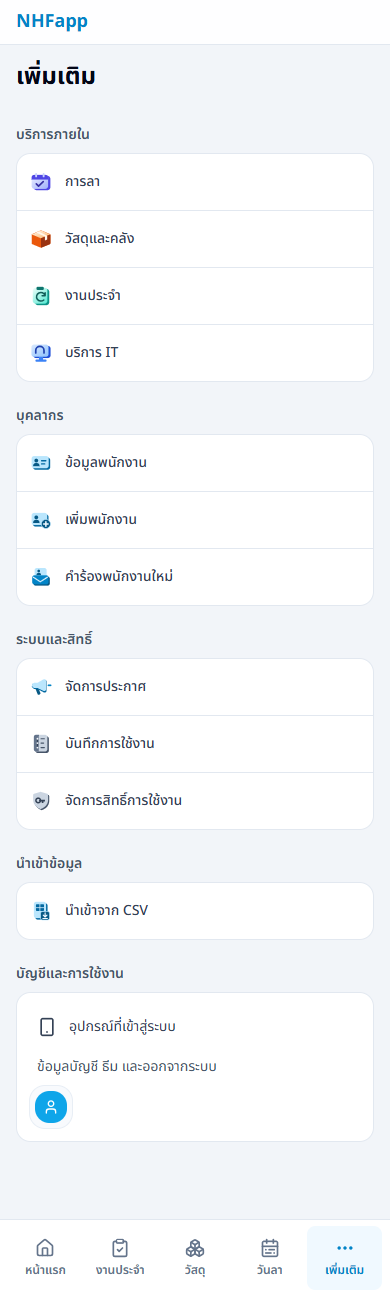 NHFapp
เพิ่มเติม
บริการภายใน
การลา
วัสดุและคลัง
งานประจำ
บริการ IT
บุคลากร
ข้อมูลพนักงาน
เพิ่มพนักงาน
คำร้องพนักงานใหม่
ระบบและสิทธิ์
จัดการประกาศ
บันทึกการใช้งาน
จัดการสิทธิ์การใช้งาน
นำเข้าข้อมูล
นำเข้าจาก CSV
บัญชีและการใช้งาน
อุปกรณ์ที่เข้าสู่ระบบ
ข้อมูลบัญชี ธีม และออกจากระบบ
หน้าแรก งานประจำ วัสดุ วันลา เพิ่มเติม